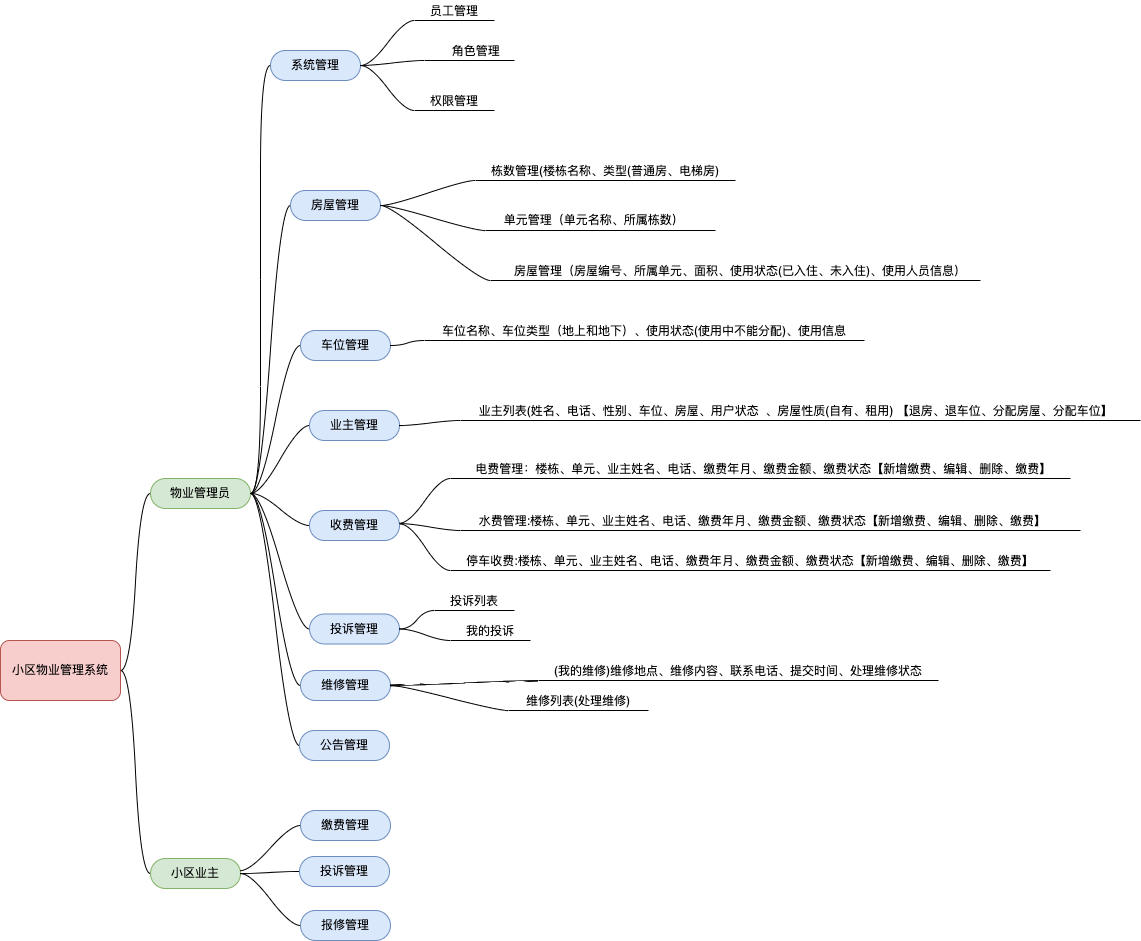 员工管理
角色管理
系统管理
权限管理
栋数管理(楼栋名称、类型(普通房、电梯房)
房屋管理
单元管理（单元名称、所属栋数）
房屋管理（房屋编号、所属单元、面积、使用状态(已入住、未入住)、使用人员信息）
车位名称、车位类型（地上和地下）、使用状态(使用中不能分配)、使用信息
车位管理
业主列表(姓名、电话、性别、车位、房屋、用户状态 、房屋性质(自有、租用) 【退房、退车位、分配房屋、分配车位】
业主管理
电费管理：楼栋、单元、业主姓名、电话、缴费年月、缴费金额、缴费状态【新增缴费、编辑、删除、缴费】
物业管理员
收费管理
水费管理:楼栋、单元、业主姓名、电话、缴费年月、缴费金额、缴费状态【新增缴费、编辑、删除、缴费】
停车收费:楼栋、单元、业主姓名、电话、缴费年月、缴费金额、缴费状态【新增缴费、编辑、删除、缴费】
投诉列表
投诉管理
我的投诉
小区物业管理系统
(我的维修)维修地点、维修内容、联系电话、提交时间、处理维修状态
维修管理
维修列表(处理维修)
公告管理
缴费管理
小区业主
投诉管理
报修管理